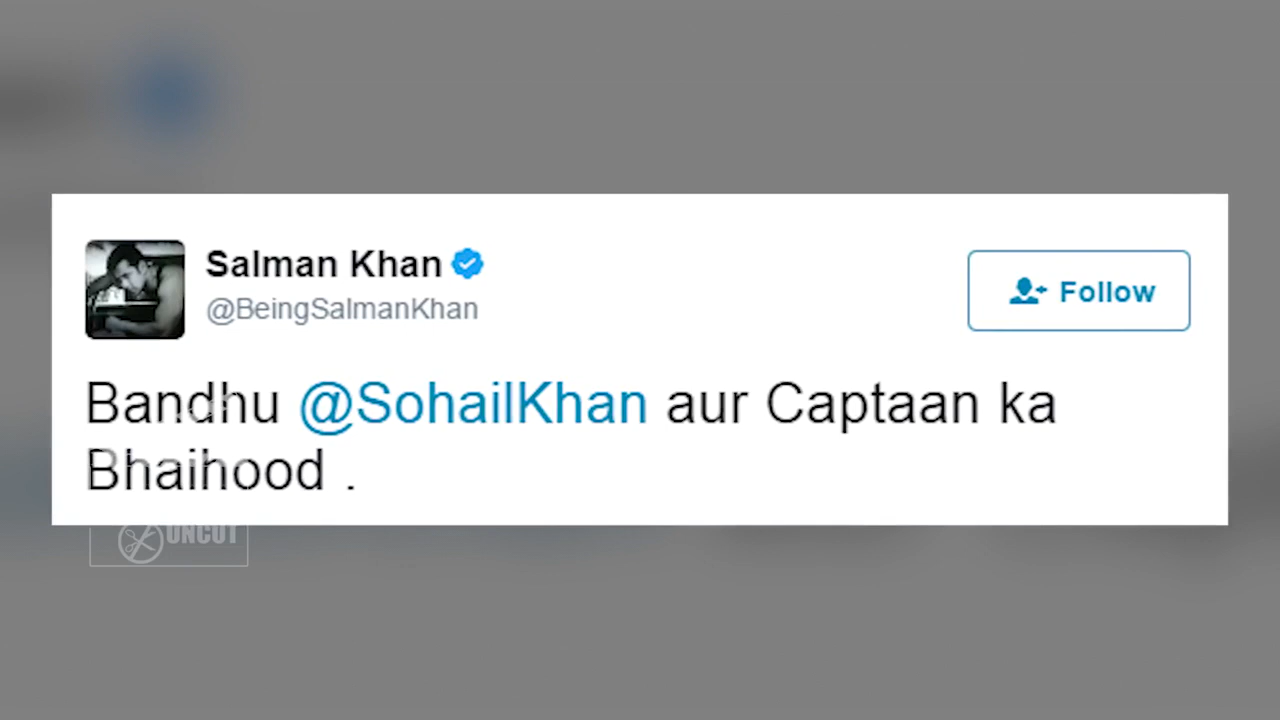 Salman Khan
@BeingSalmanKhan
Follow
Bandhu @SohailKhan aur Captaan ka
Bhaihood .
UNCUT